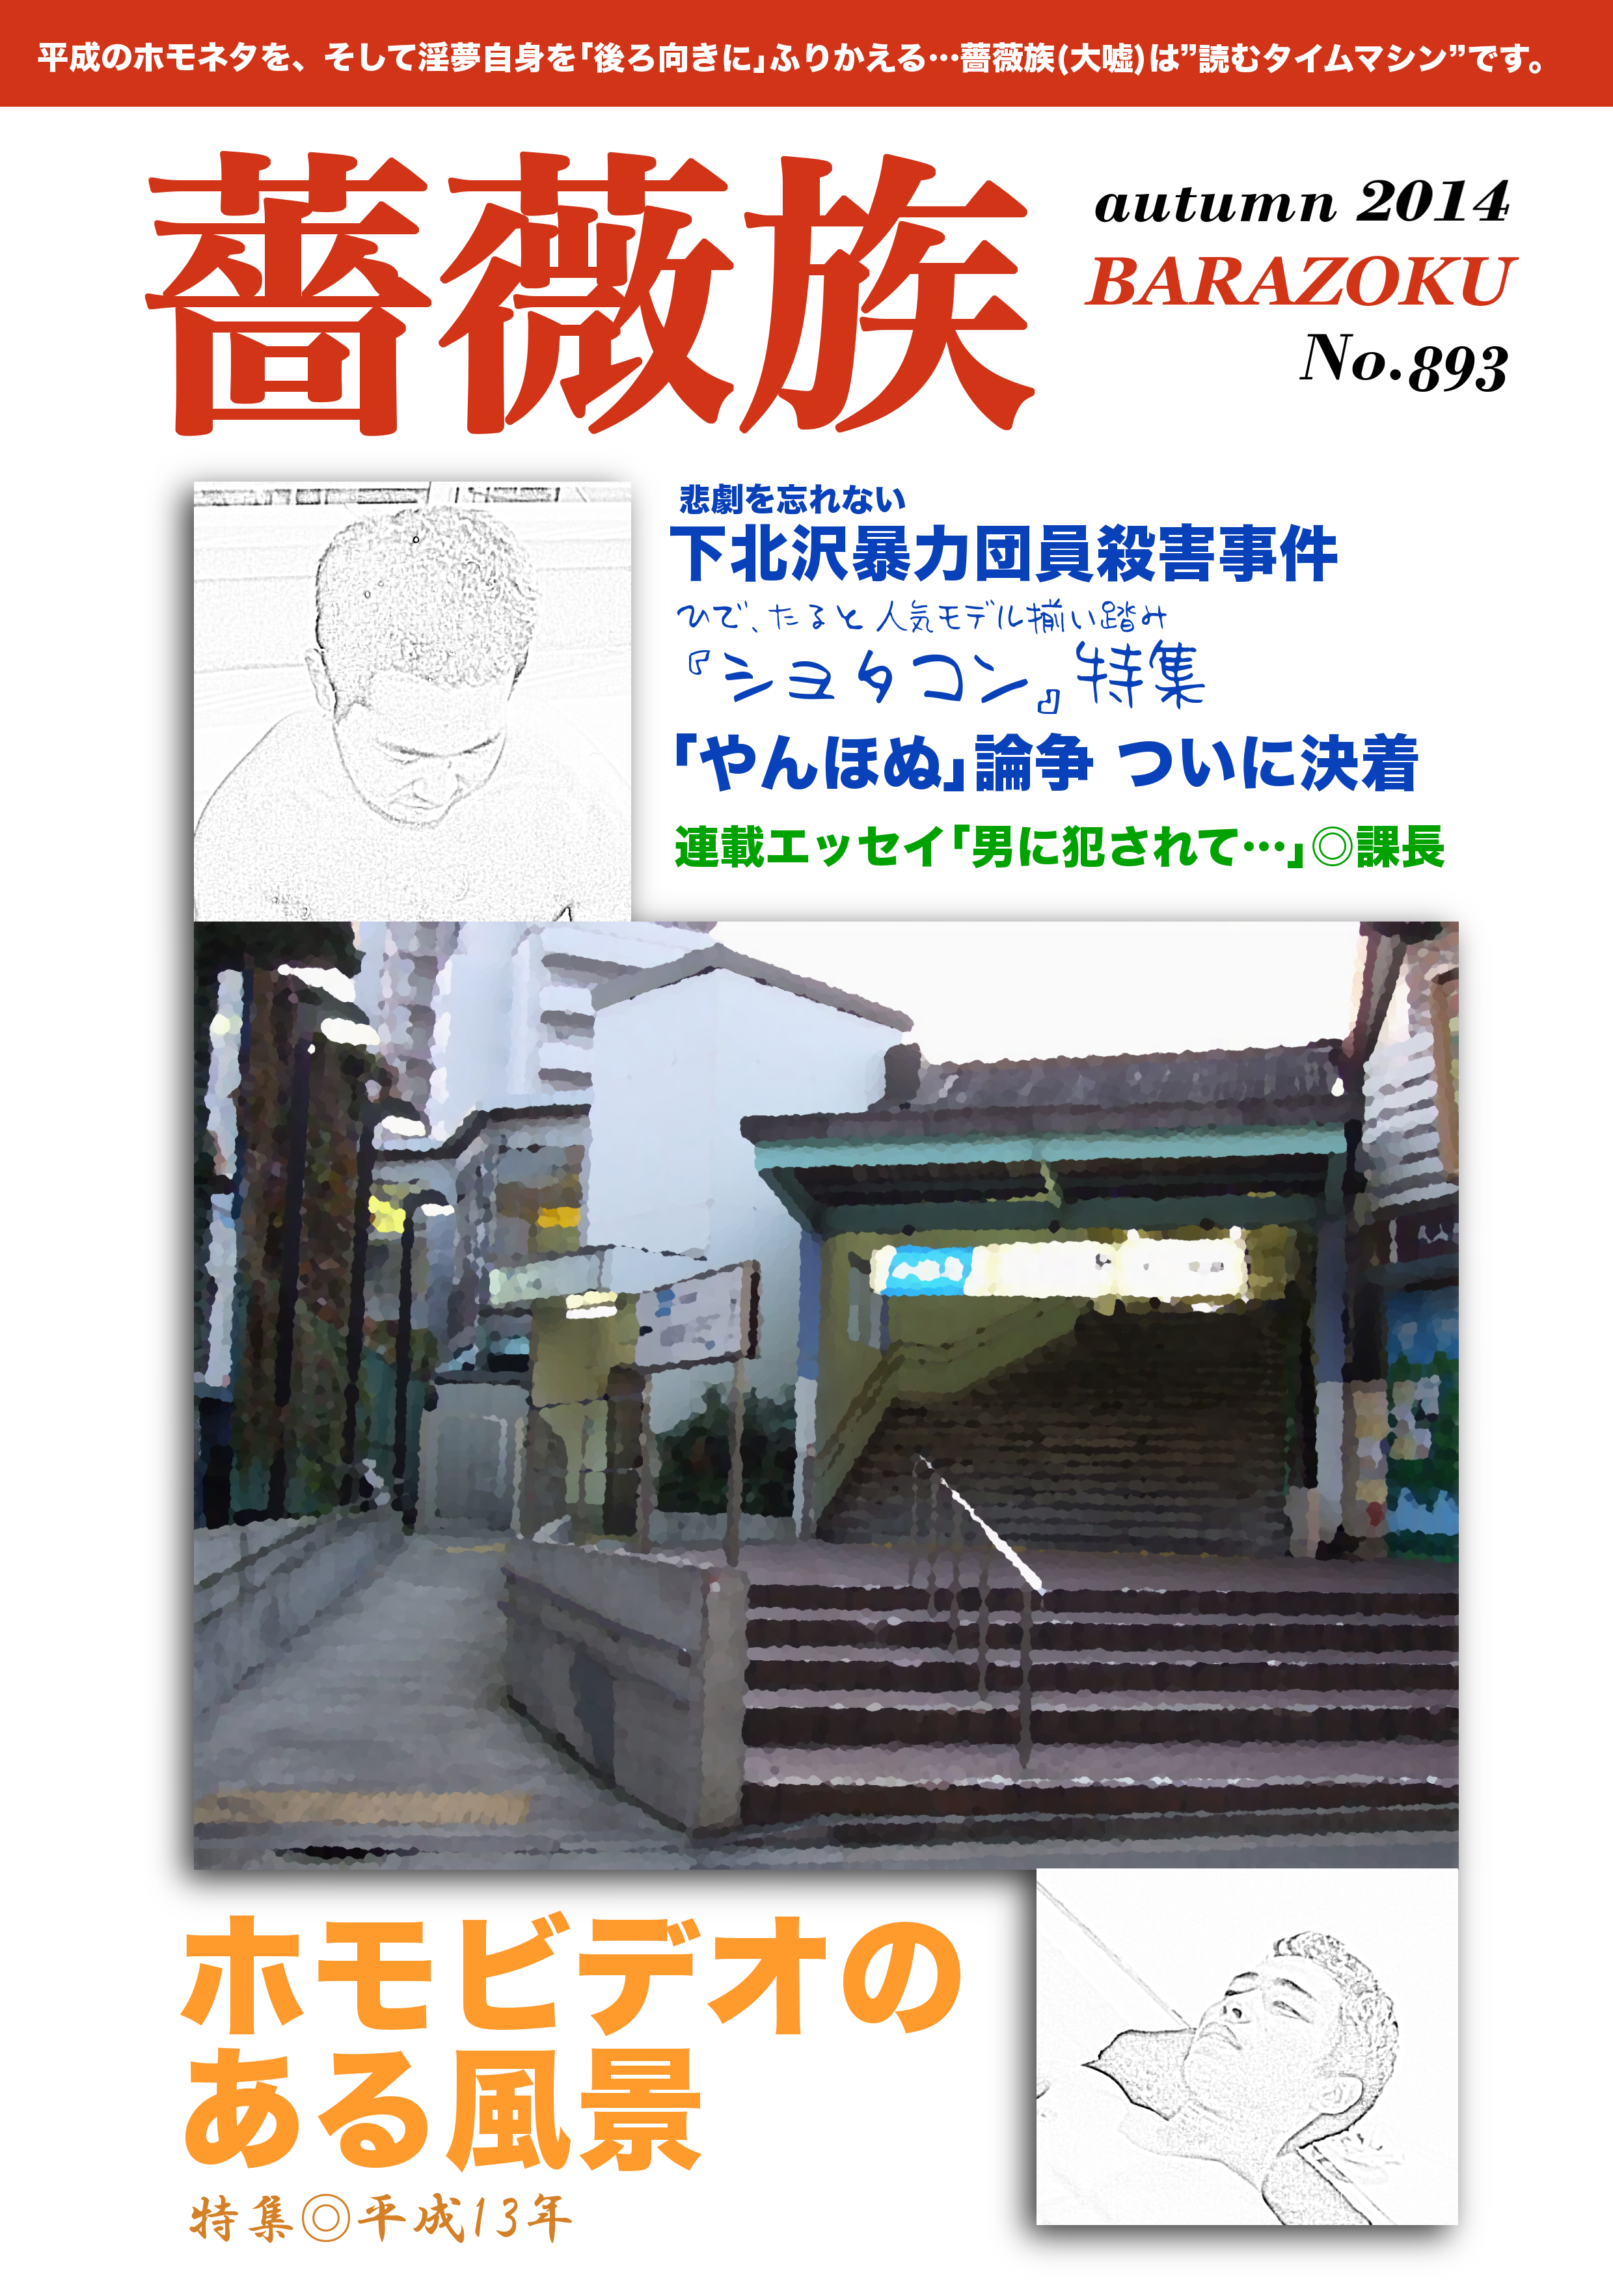 平成のホモネタを、そして淫夢自身を「後ろ向きに」ふりかえる…薔薇族(大嘘)は”読むタイムマシン”です。
薔薇族
autumn 2014
BARAZOKU
No.893
悲劇を忘れない
下北沢暴力団員殺害事件
ひで、たると人気モデル揃い踏み
『ショタコン』特集
「やんほぬ」論争 ついに決着
連載エッセイ「男に犯されて…」◎課長
ホモビデオの
ある風景
特集◎平成13年